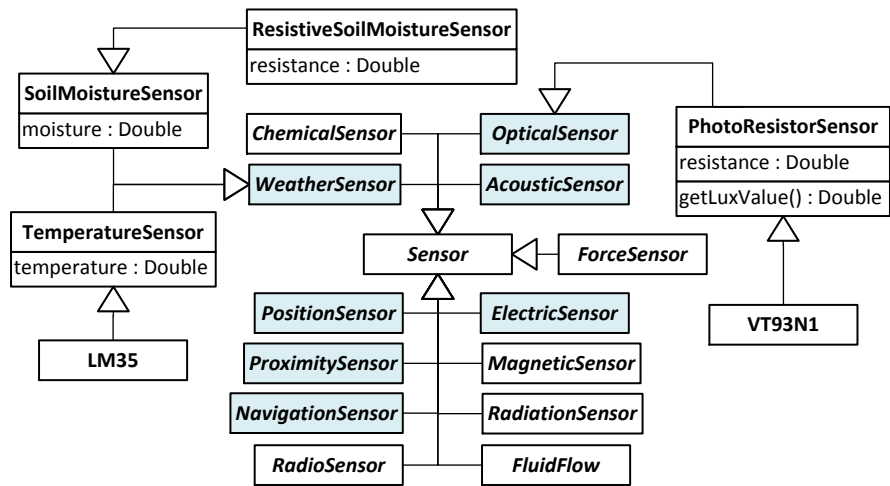 ResistiveSoilMoistureSensor
resistance : Double
SoilMoistureSensor
moisture : Double
ChemicalSensor
OpticalSensor
PhotoResistorSensor
resistance : Double
getLuxValue() : Double
WeatherSensor
AcousticSensor
TemperatureSensor
temperature : Double
Sensor
ForceSensor
PositionSensor
ElectricSensor
VT93N1
LM35
ProximitySensor
MagneticSensor
NavigationSensor
RadiationSensor
RadioSensor
FluidFlow